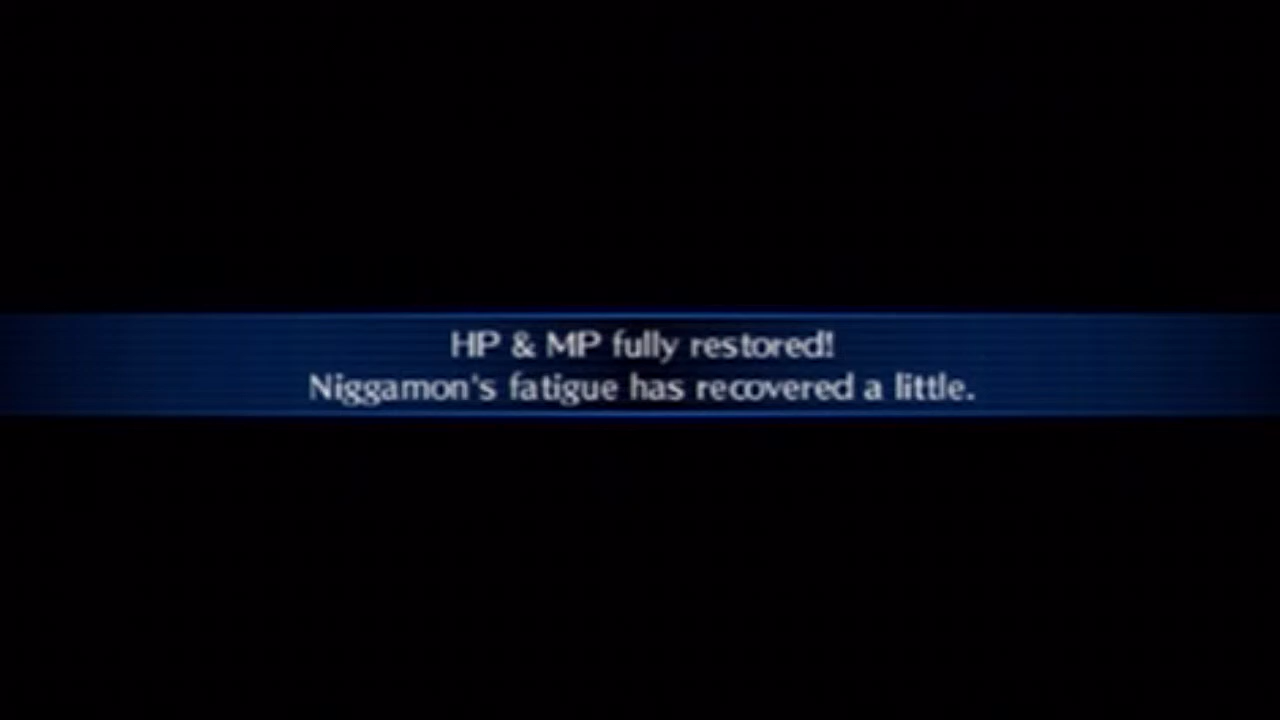 HP & MP fully restored!
Niggamon's fatigue has recovered a little.